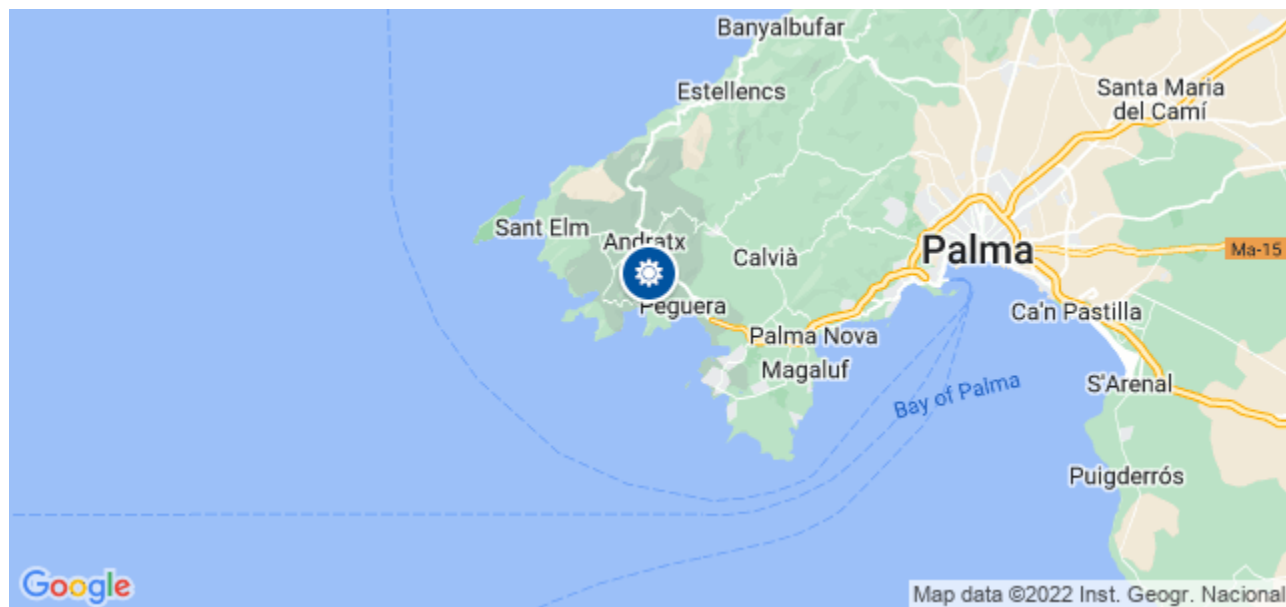 Banyalbufar
Estellencs
Santa Maria
del Camí
Sant Elm
Andratx
Calvià
Palma
Ma-15
Peguera
Ca'n Pastilla
Palma Nova
Magaluf
S'Arenal
Bay of Palma
Puigderrós
Google
Map data ©2022 Inst. Geogr. Nacional